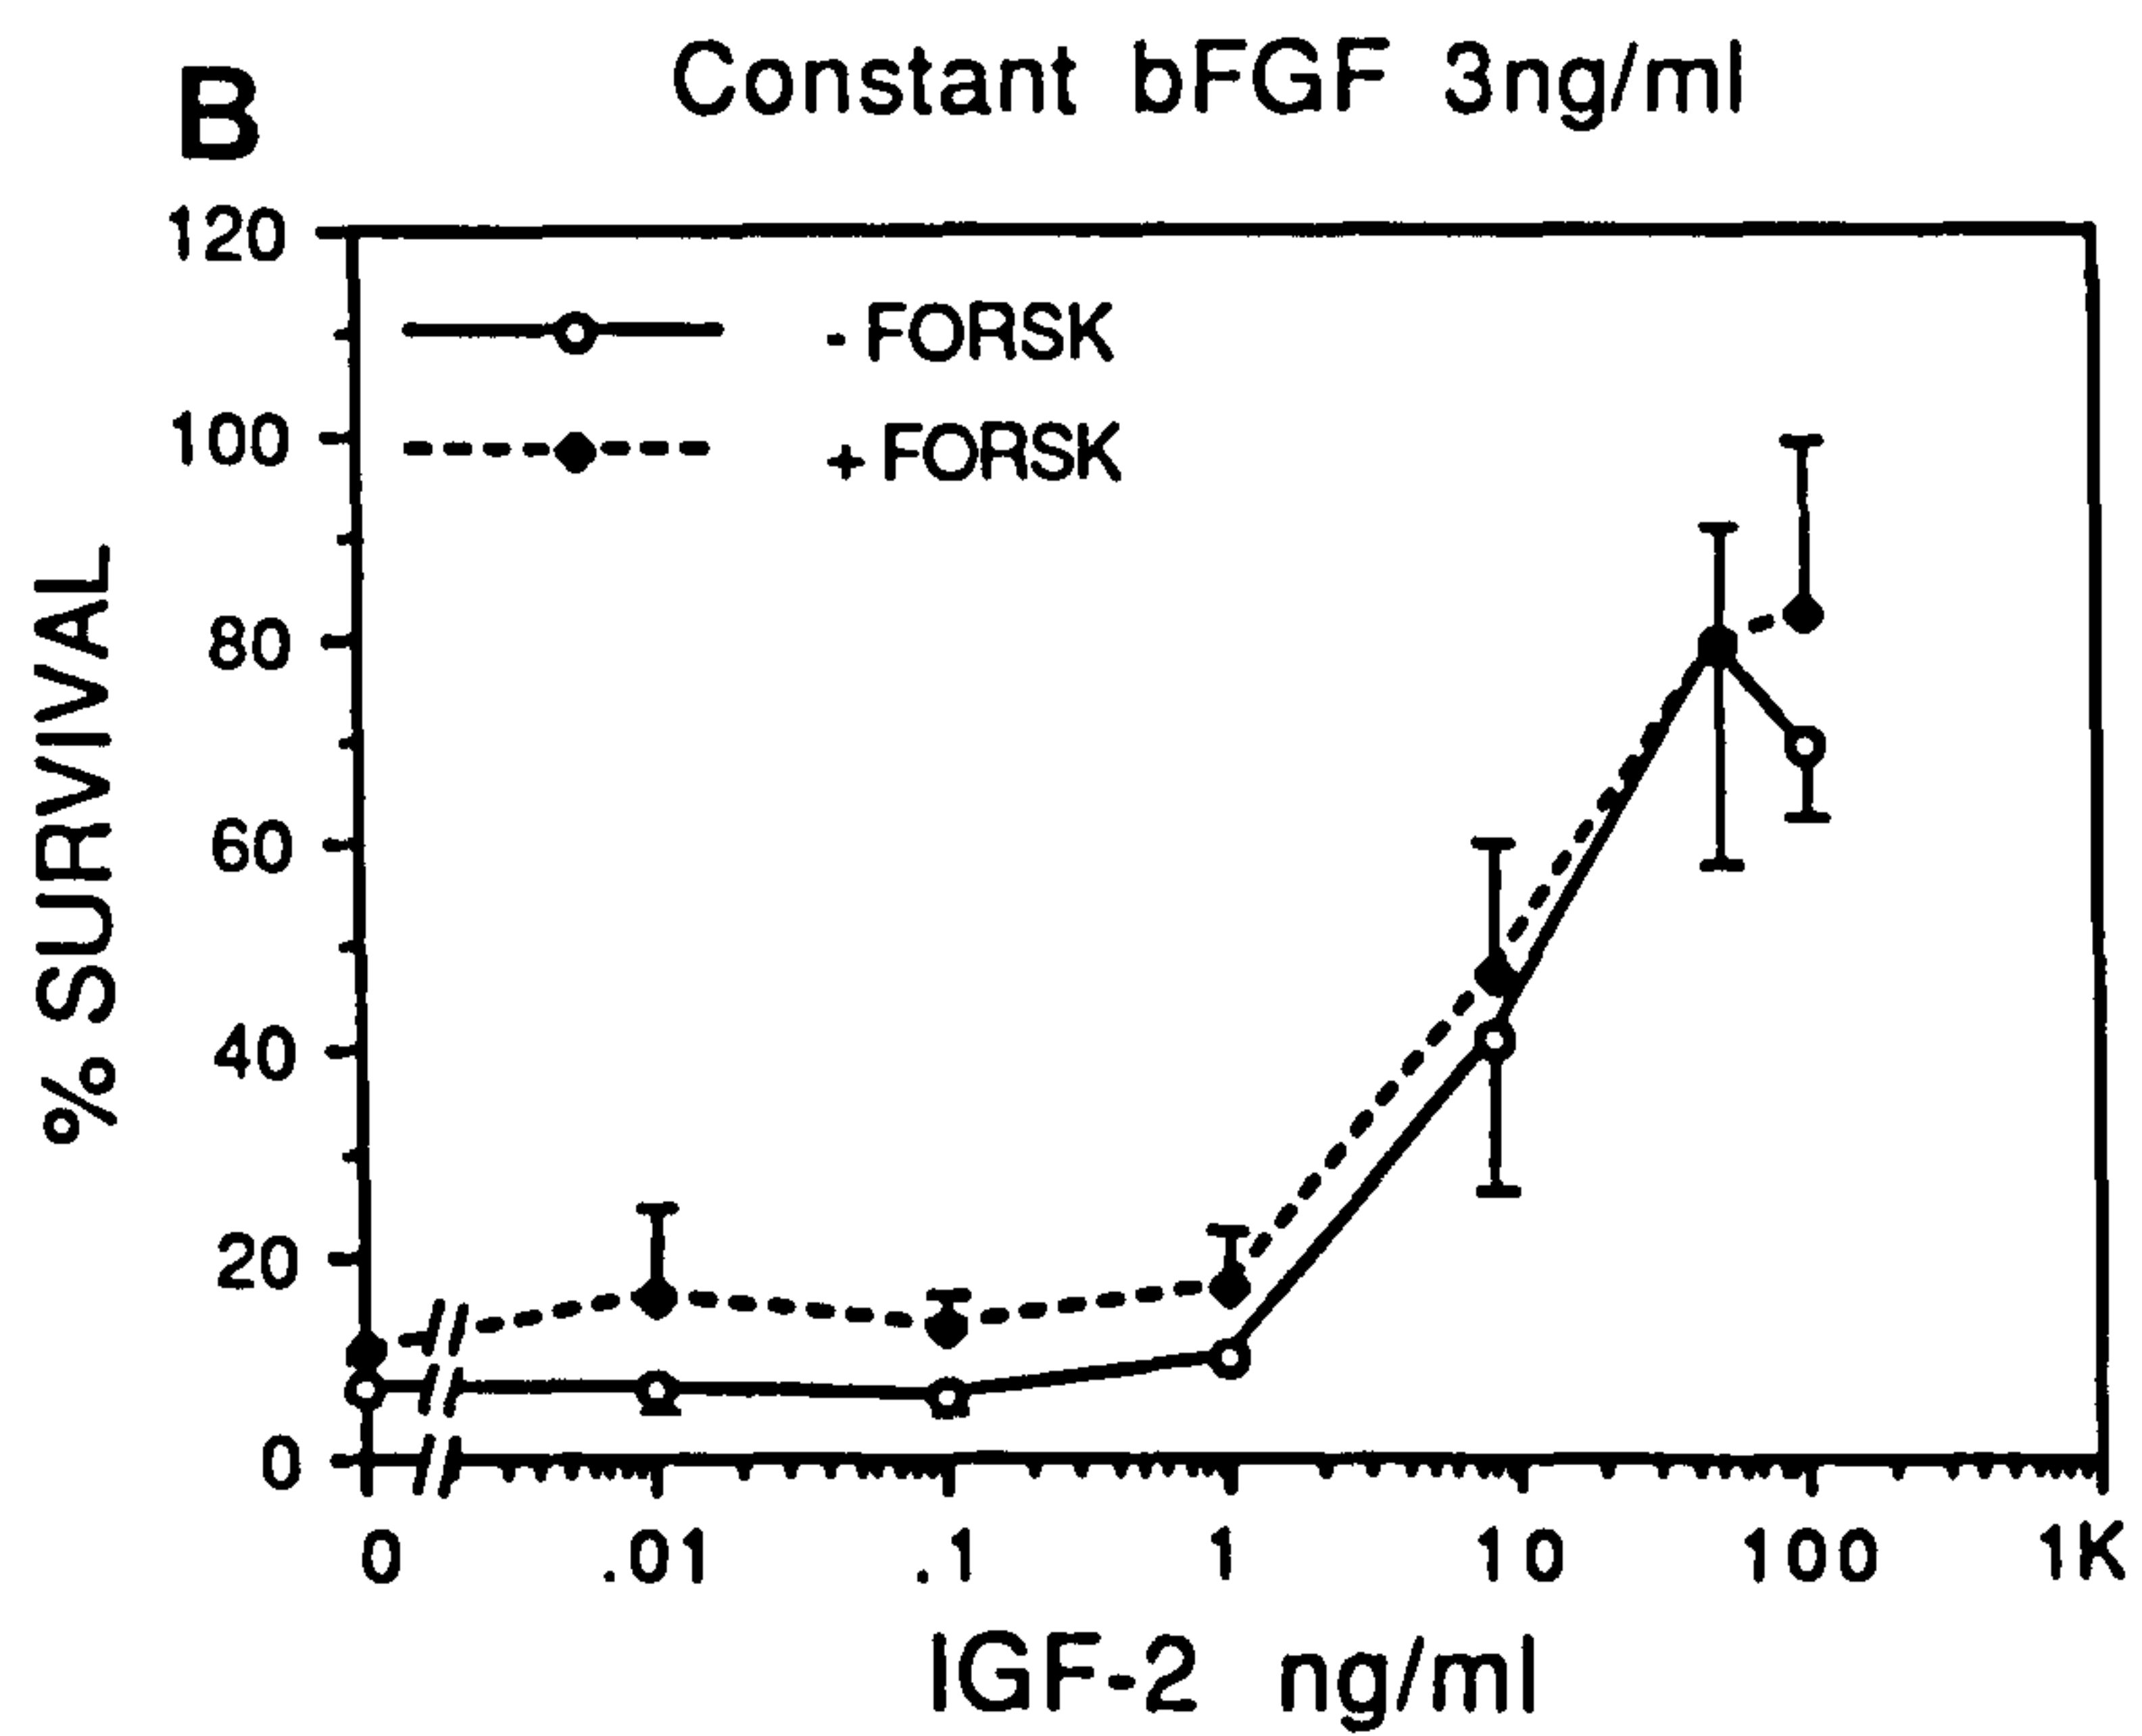 B
Constant bFGF 3ng/ml
120
100
80
60
40
20
0
% SURVIVAL
- FORSK
+ FORSK
0 .01 .1 1 10 100 1K
IGF-2 ng/ml